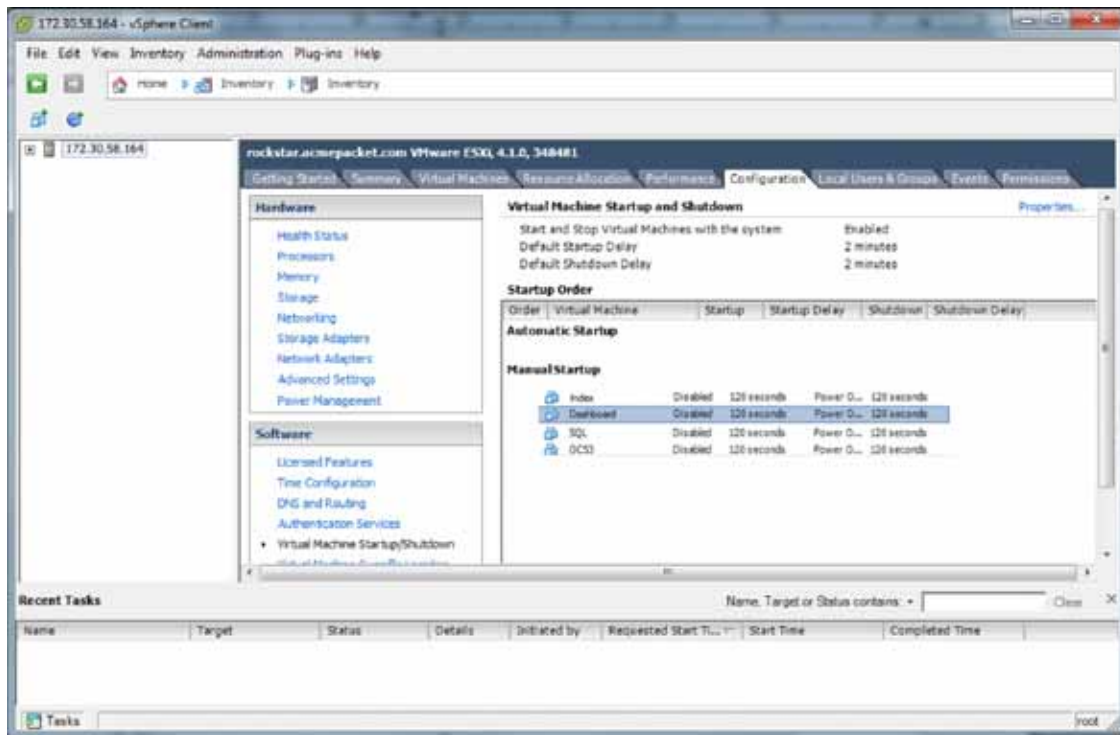 172.30.58.164 - vSphere Client
File Edit View Inventory Administration Plug-ins Help
Home Inventory Inventory
172.30.58.164
rockstar.acmepacket.com VMware ESXi, 4.1.0, 348481
Getting Started Summary Virtual Machines Resource Allocation Performance Configuration Local Users & Groups Events Permissions
Hardware
Health Status
Processors
Memory
Storage
Networking
Storage Adapters
Network Adapters
Advanced Settings
Power Management
Software
Licensed Features
Time Configuration
DNS and Routing
Authentication Services
Virtual Machine Startup/Shutdown
Virtual Machine Startup and Shutdown Properties...
Start and Stop Virtual Machines with the system Enabled
Default Startup Delay 2 minutes
Default Shutdown Delay 2 minutes
Startup Order
Order Virtual Machine Startup Startup Delay Shutdown Shutdown Delay
Automatic Startup
Manual Startup
Index Disabled 120 seconds Power O... 120 seconds
Dashboard Disabled 120 seconds Power O... 120 seconds
SQL Disabled 120 seconds Power O... 120 seconds
Disabled 120 seconds Power O... 120 seconds
Recent Tasks Name, Target or Status contains: Clear
Name Target Status Details Initiated by Requested Start Ti... Start Time Completed Time
Tasks root